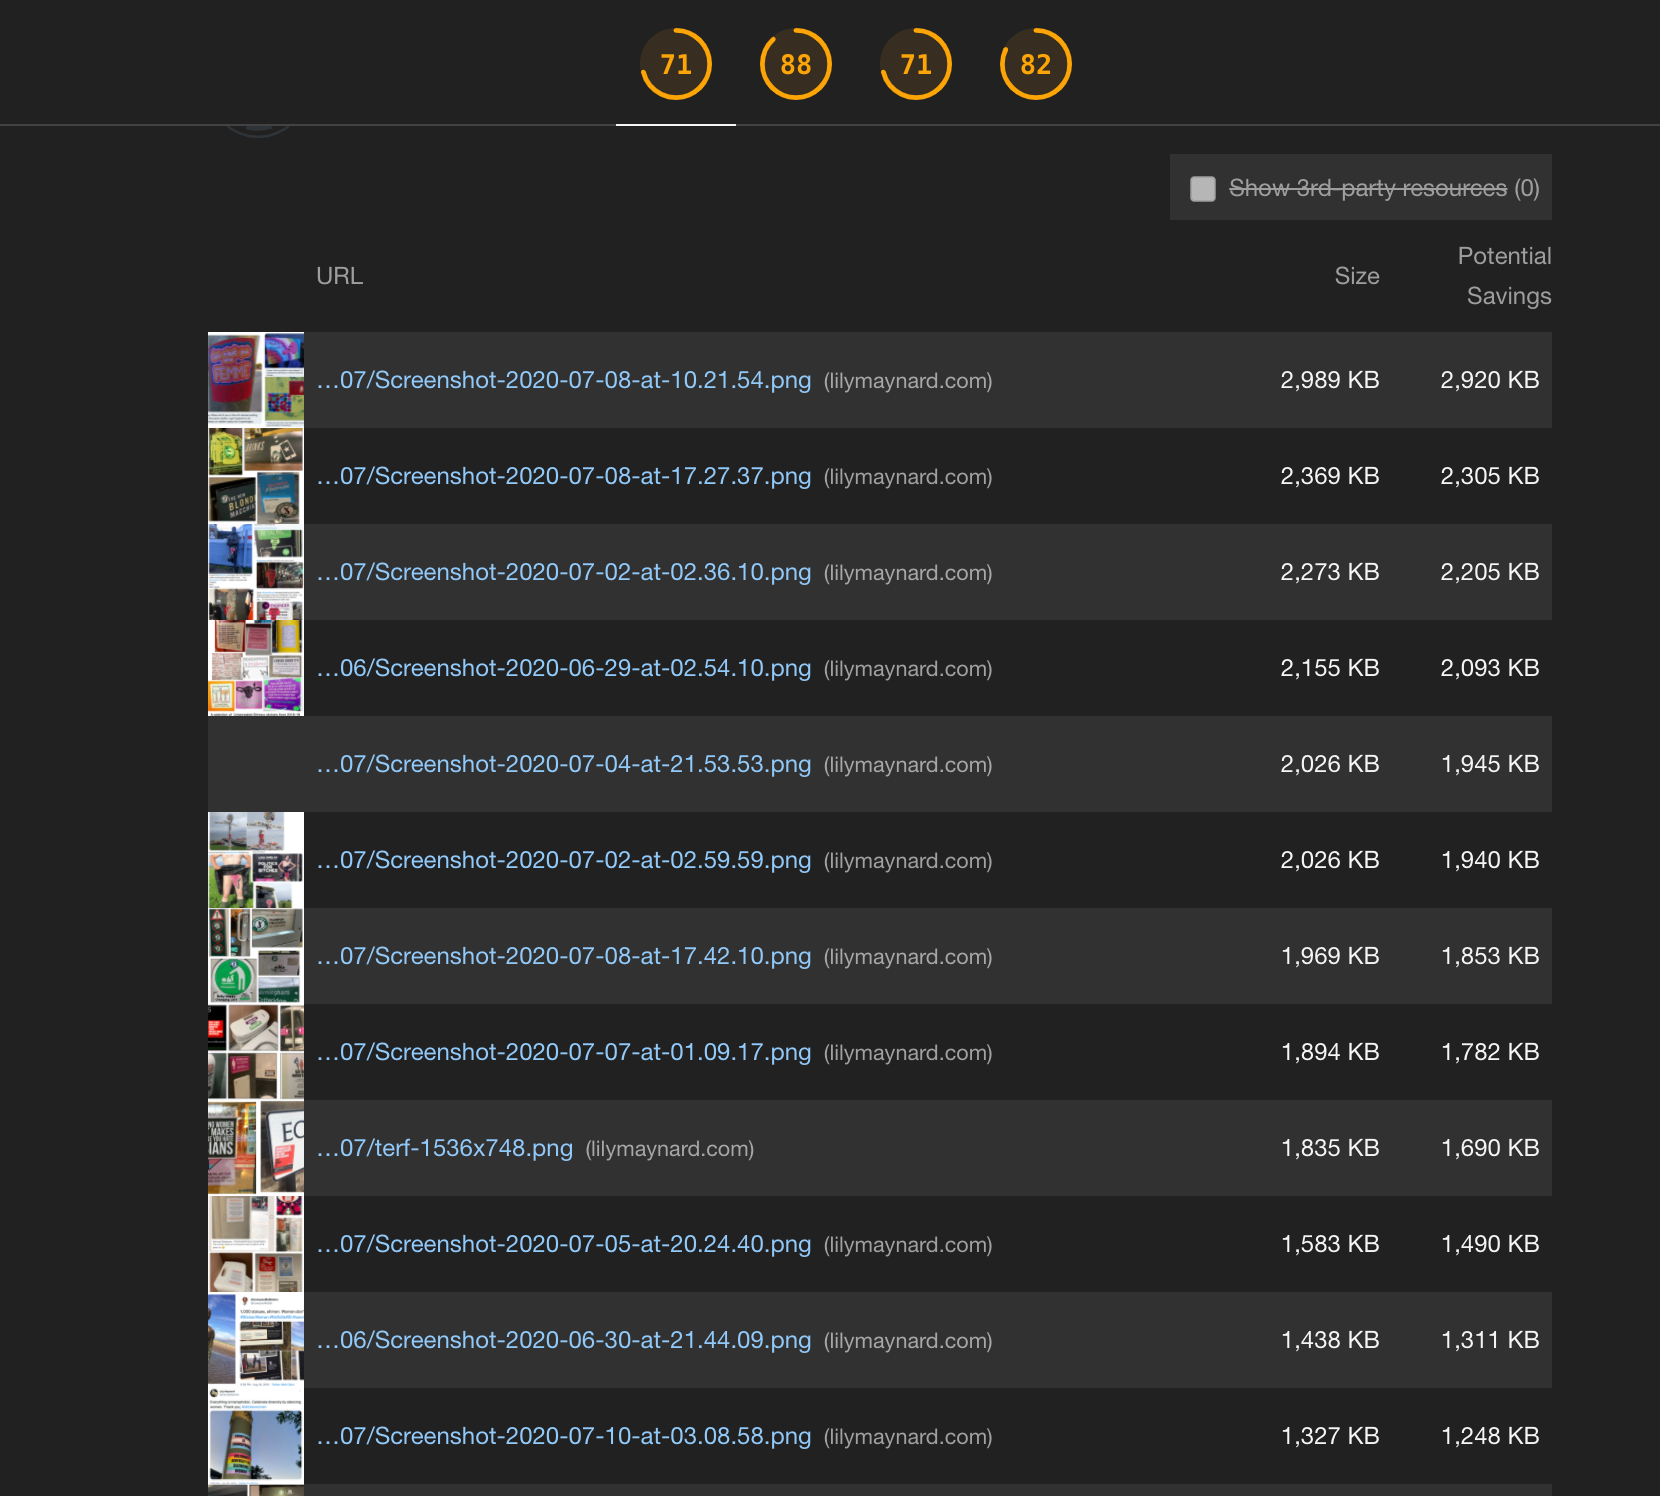 71 88 71 82
Show 3rd-party resources (0)
URL Size Potential Savings
...07/Screenshot-2020-07-08-at-10.21.54.png (lilymaynard.com) 2,989 KB 2,920 KB
...07/Screenshot-2020-07-08-at-17.27.37.png (lilymaynard.com) 2,369 KB 2,305 KB
...07/Screenshot-2020-07-02-at-02.36.10.png (lilymaynard.com) 2,273 KB 2,205 KB
...06/Screenshot-2020-06-29-at-02.54.10.png (lilymaynard.com) 2,155 KB 2,093 KB
...07/Screenshot-2020-07-04-at-21.53.53.png (lilymaynard.com) 2,026 KB 1,945 KB
...07/Screenshot-2020-07-02-at-02.59.59.png (lilymaynard.com) 2,026 KB 1,940 KB
...07/Screenshot-2020-07-08-at-17.42.10.png (lilymaynard.com) 1,969 KB 1,853 KB
...07/Screenshot-2020-07-07-at-01.09.17.png (lilymaynard.com) 1,894 KB 1,782 KB
...07/terf-1536x748.png (lilymaynard.com) 1,835 KB 1,690 KB
...07/Screenshot-2020-07-05-at-20.24.40.png (lilymaynard.com) 1,583 KB 1,490 KB
...06/Screenshot-2020-06-30-at-21.44.09.png (lilymaynard.com) 1,438 KB 1,311 KB
...07/Screenshot-2020-07-10-at-03.08.58.png (lilymaynard.com) 1,327 KB 1,248 KB